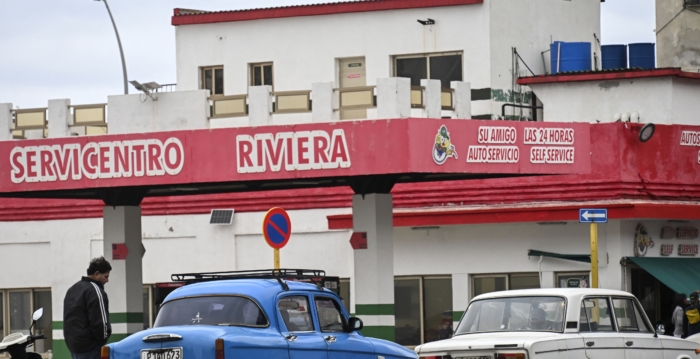 SERVICENTRO RIVIERA
SU AMIGO
AUTO SERVICIO
LAS 24 HORAS
SELF SERVICE